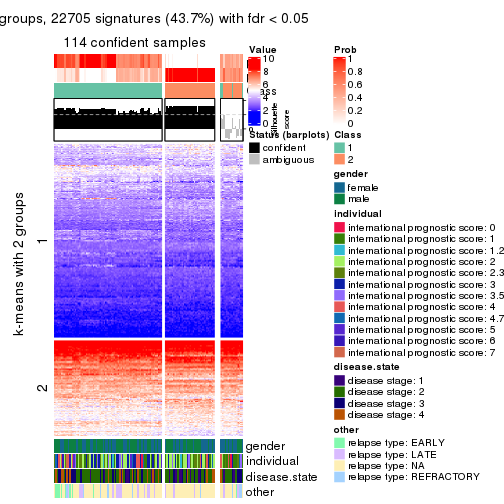 groups, 22705 signatures (43.7%) with fdr < 0.05
114 confident samples
k-means with 2 groups
1
2
gender
individual
disease.state
other
Value
10
8
6
4
2
0
Silhouette
score
Status (barplots)
confident
ambiguous
Prob
1
0.8
0.6
0.4
0.2
0
Class
1
2
gender
female
male
individual
international prognostic score: 0
international prognostic score: 1
international prognostic score: 1.2
international prognostic score: 2
international prognostic score: 2.3
international prognostic score: 3
international prognostic score: 3.5
international prognostic score: 4
international prognostic score: 4.7
international prognostic score: 5
international prognostic score: 6
international prognostic score: 7
disease.state
disease stage: 1
disease stage: 2
disease stage: 3
disease stage: 4
other
relapse type: EARLY
relapse type: LATE
relapse type: NA
relapse type: REFRACTORY